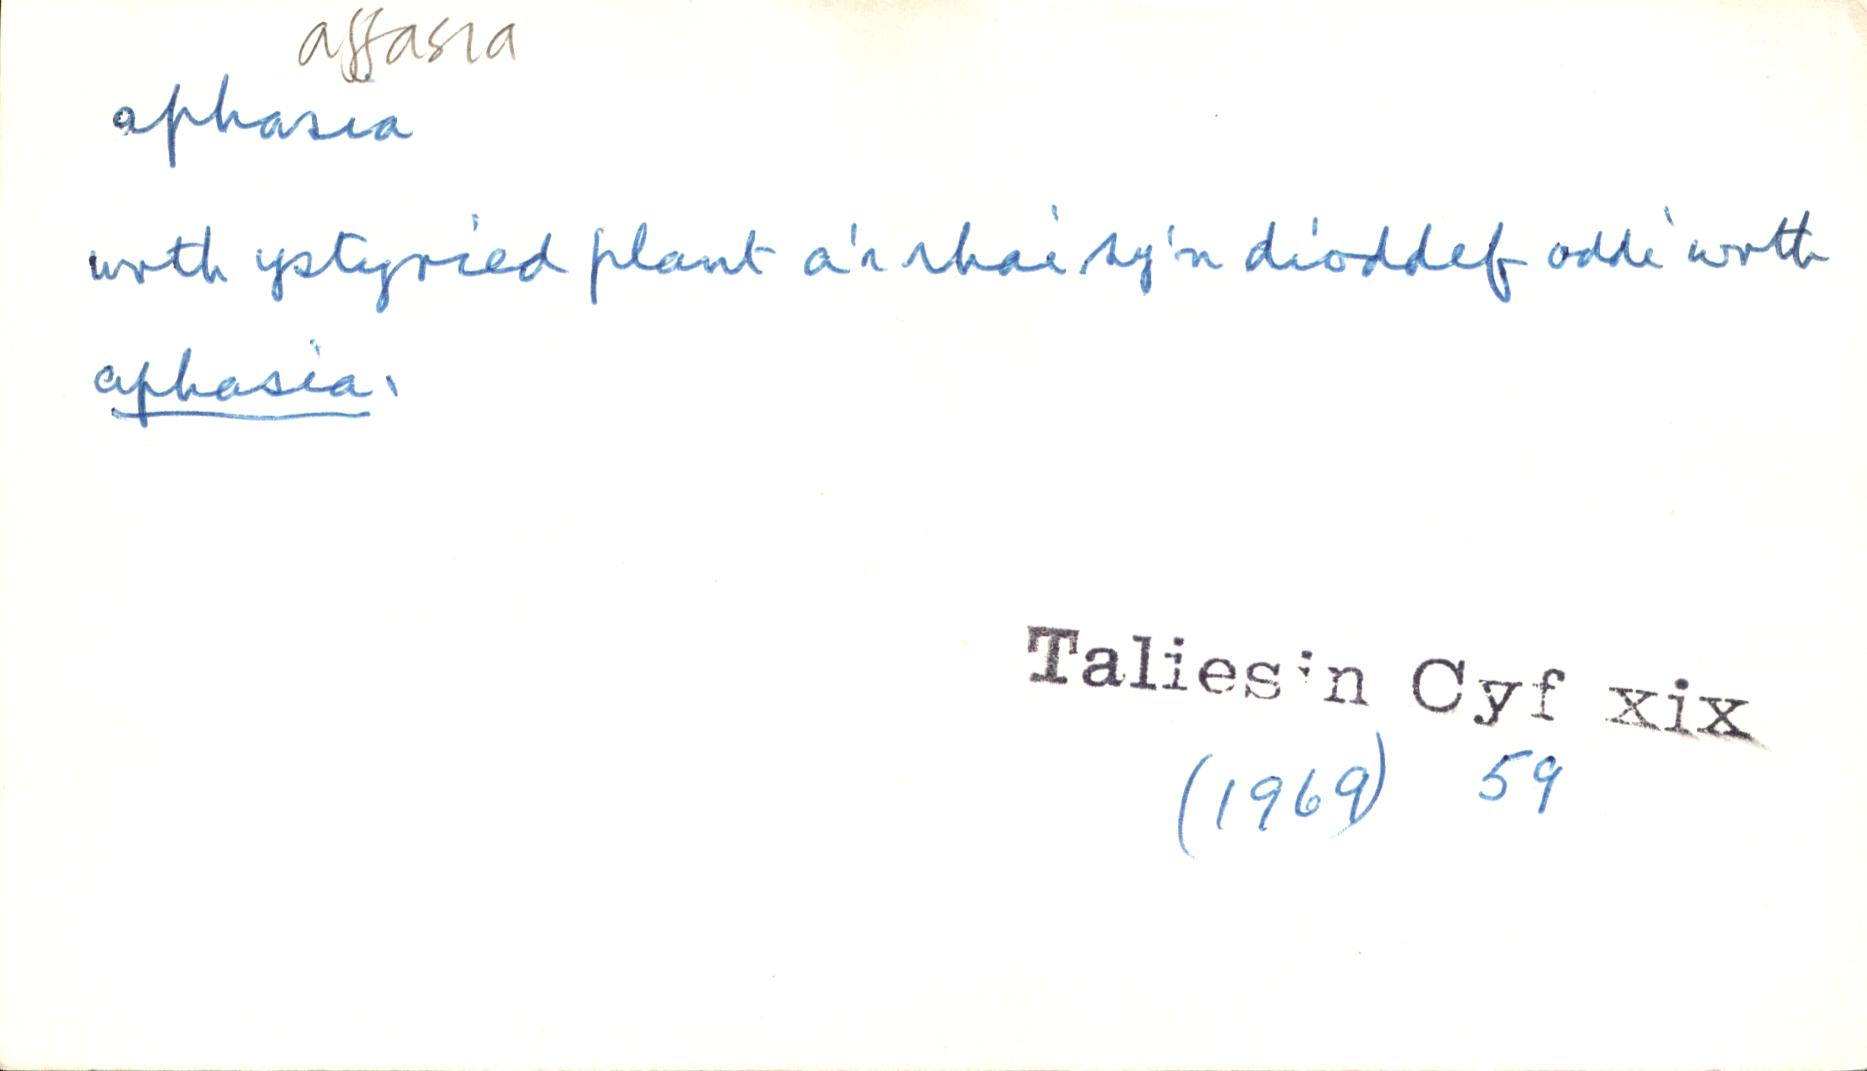 affasia
aphasia
wrth ystyried plant a'r rhai sy'n dioddef oddi wrth
aphasia.
Taliesin Cyf xix
(1969) 59